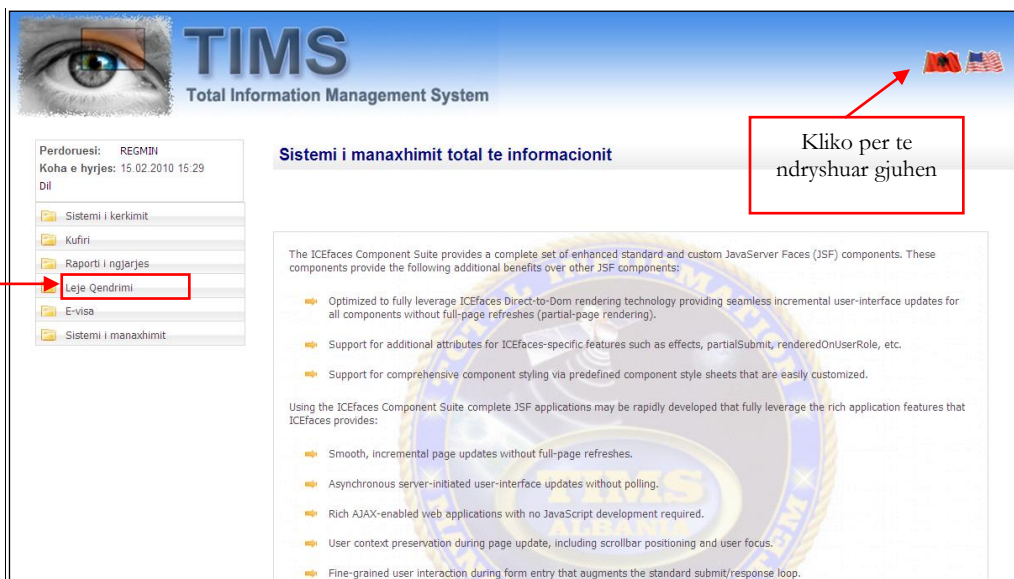 TIMS
Total Information Management System
Kliko per te
ndryshuar gjuhen
Perdoruesi: REGMIN
Koha e hyrjes: 15.02.2010 15:29
Dil
Sistemi i manaxhimit total te informacionit
Sistemi i kerkimit
Kufiri
Raporti i ngjarjes
Leje Qendrimi
E-visa
Sistemi i manaxhimit
The ICEfaces Component Suite provides a complete set of enhanced standard and custom JavaServer Faces (JSF) components. These
components provide the following additional benefits over other JSF components:
Optimized to fully leverage ICEfaces Direct-to-Dom rendering technology providing seamless incremental user-interface updates for
all components without full-page refreshes (partial-page rendering).
Support for additional attributes for ICEfaces-specific features such as effects, partialSubmit, renderedOnUserRole, etc.
Support for comprehensive component styling via predefined component style sheets that are easily customized.
Using the ICEfaces Component Suite complete JSF applications may be rapidly developed that fully leverage the rich application features that
ICEfaces provides:
Smooth, incremental page updates without full-page refreshes.
Asynchronous server-initiated user-interface updates without polling.
Rich AJAX-enabled web applications with no JavaScript development required.
User context preservation during page update, including scrollbar positioning and user focus.
Fine-grained user interaction during form entry that augments the standard submit/response loop.
TOTAL INFORMATION MANAGEMENT SYSTEM
TIMS
ALBANIA